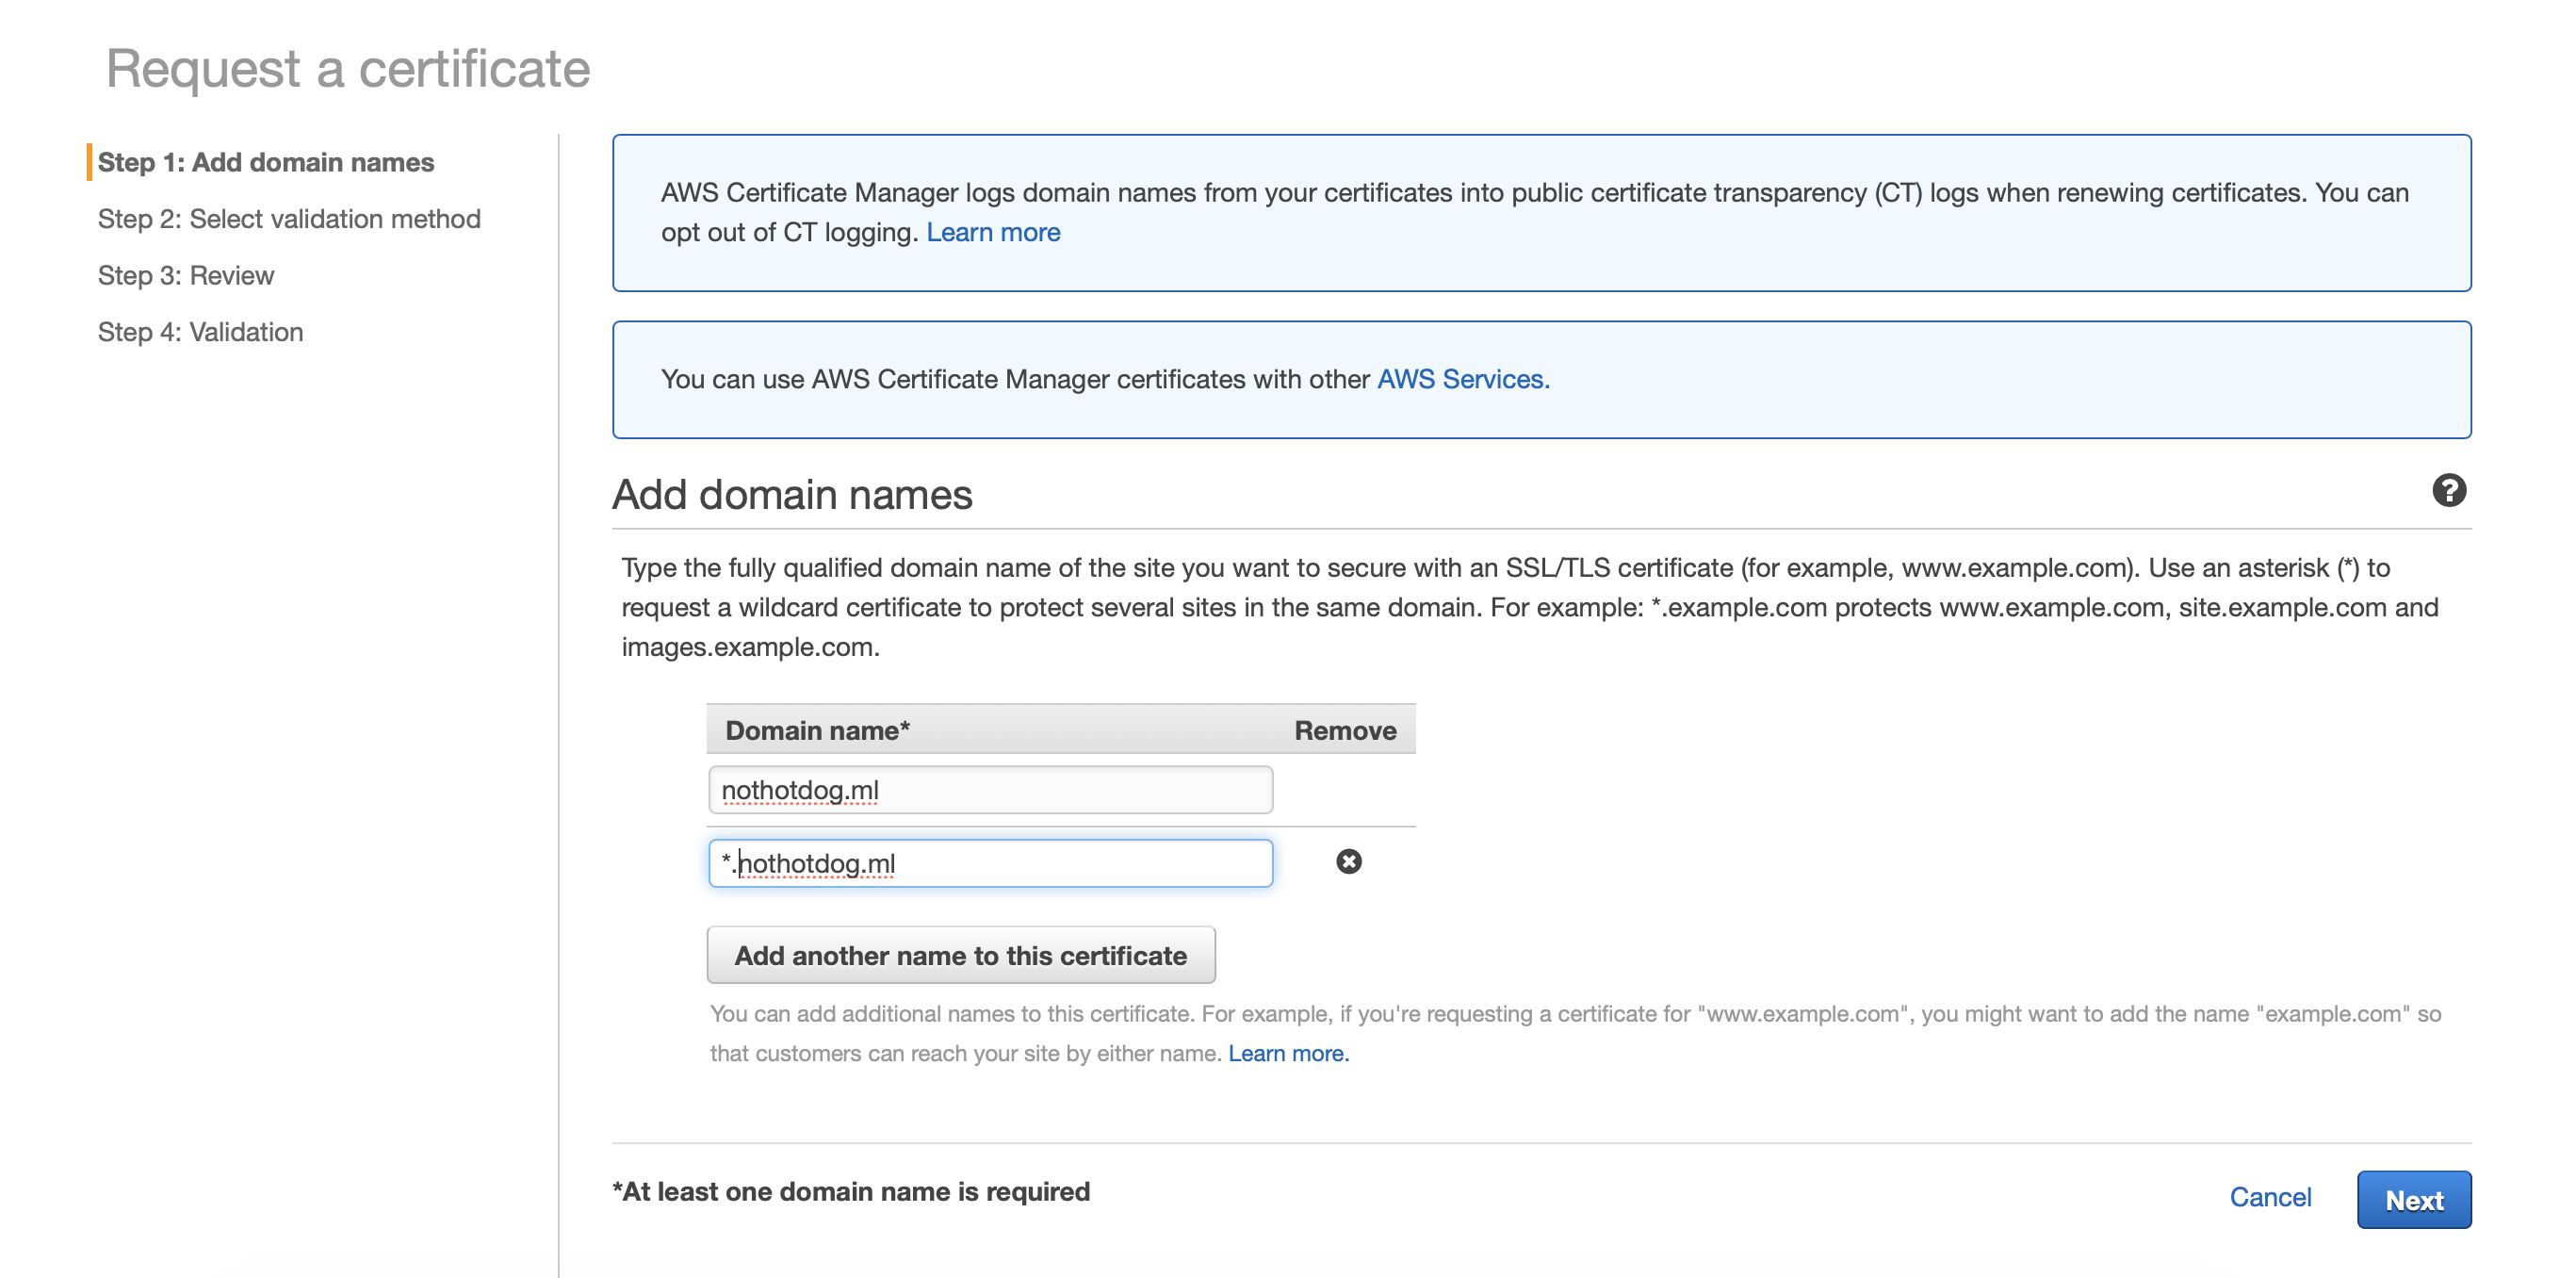 Request a certificate
Step 1: Add domain names
Step 2: Select validation method
Step 3: Review
Step 4: Validation
AWS Certificate Manager logs domain names from your certificates into public certificate transparency (CT) logs when renewing certificates. You can
opt out of CT logging. Learn more
You can use AWS Certificate Manager certificates with other AWS Services.
Add domain names
?
Type the fully qualified domain name of the site you want to secure with an SSL/TLS certificate (for example, www.example.com). Use an asterisk (*) to
request a wildcard certificate to protect several sites in the same domain. For example: *.example.com protects www.example.com, site.example.com and
images.example.com.
Domain name* Remove
nothotdog.ml
*.nothotdog.ml
Add another name to this certificate
You can add additional names to this certificate. For example, if you're requesting a certificate for "www.example.com", you might want to add the name "example.com" so
that customers can reach your site by either name. Learn more.
*At least one domain name is required
Cancel Next